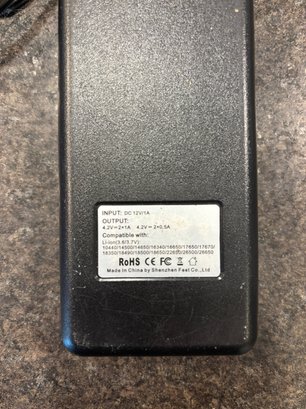 INPUT: DC 12V/1A
OUTPUT:
4.2V⎓2×1A 4.2V⎓2×0.5A
Compatible with:
Li-ion(3.6/3.7V):
10440/14500/14650/16340/16650/17650/17670/
18350/18490/18500/18650/22650/26500/26650
RoHS CE FC
Made In China by Shenzhen Fest Co.,Ltd